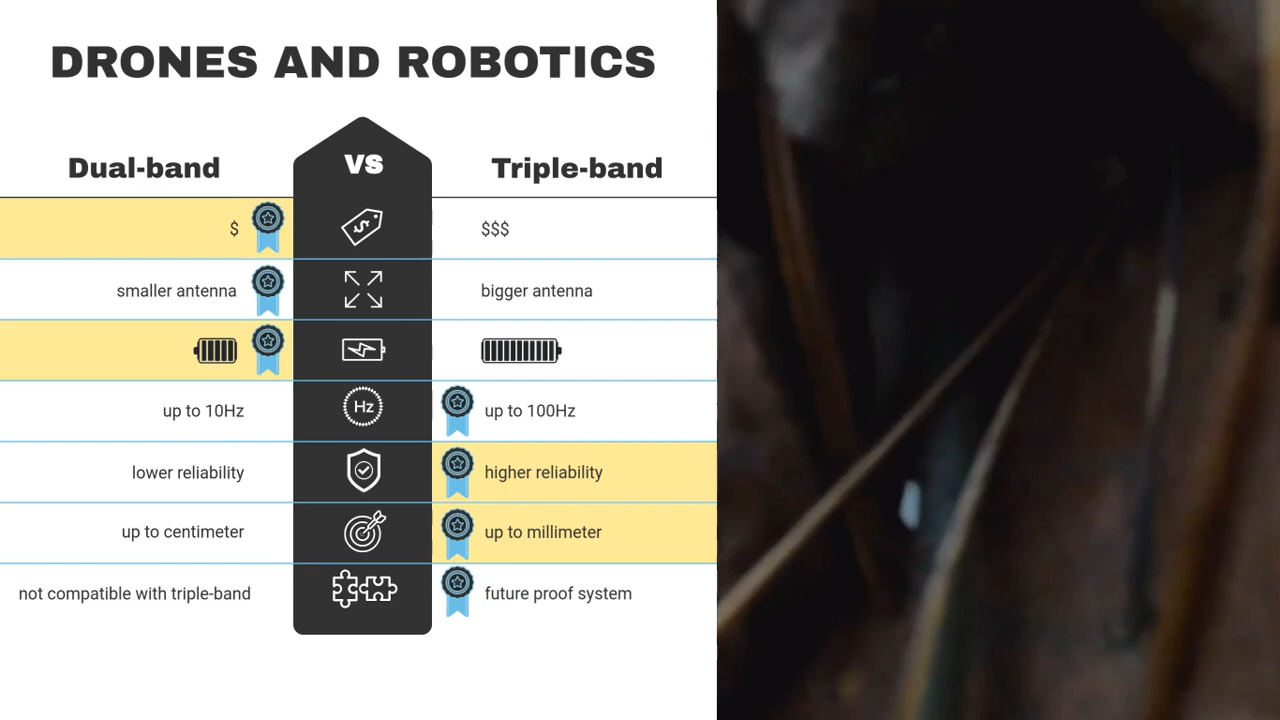 DRONES AND ROBOTICS
Dual-band VS Triple-band
$ $$$
smaller antenna bigger antenna
up to 10Hz Hz up to 100Hz
lower reliability higher reliability
up to centimeter up to millimeter
not compatible with triple-band future proof system